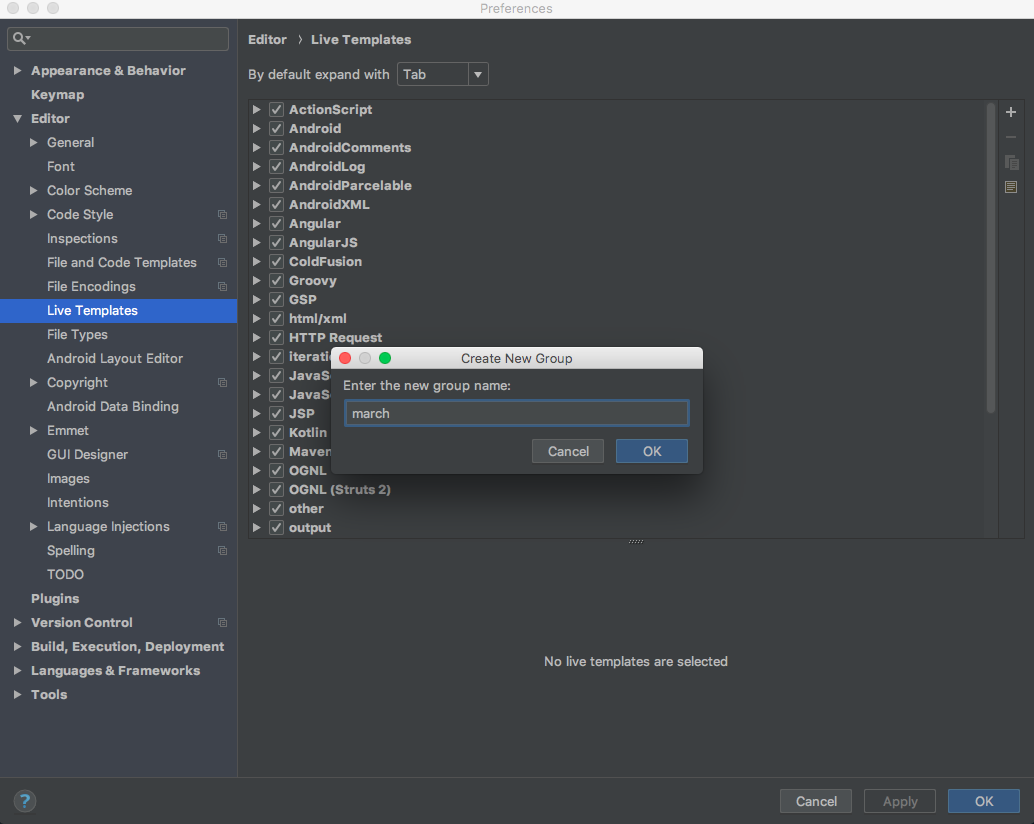 Preferences
Appearance & Behavior
Keymap
Editor
General
Font
Color Scheme
Code Style
Inspections
File and Code Templates
File Encodings
Live Templates
File Types
Android Layout Editor
Copyright
Android Data Binding
Emmet
GUI Designer
Images
Intentions
Language Injections
Spelling
TODO
Plugins
Version Control
Build, Execution, Deployment
Languages & Frameworks
Tools
Editor › Live Templates
By default expand with Tab
ActionScript
Android
AndroidComments
AndroidLog
AndroidParcelable
AndroidXML
Angular
AngularJS
ColdFusion
Groovy
GSP
html/xml
HTTP Request
iteratio
JavaS
JavaS
JSP
Kotlin
Maven
OGNL
OGNL (Struts 2)
other
output
Create New Group
Enter the new group name:
march
Cancel OK
No live templates are selected
? Cancel Apply OK